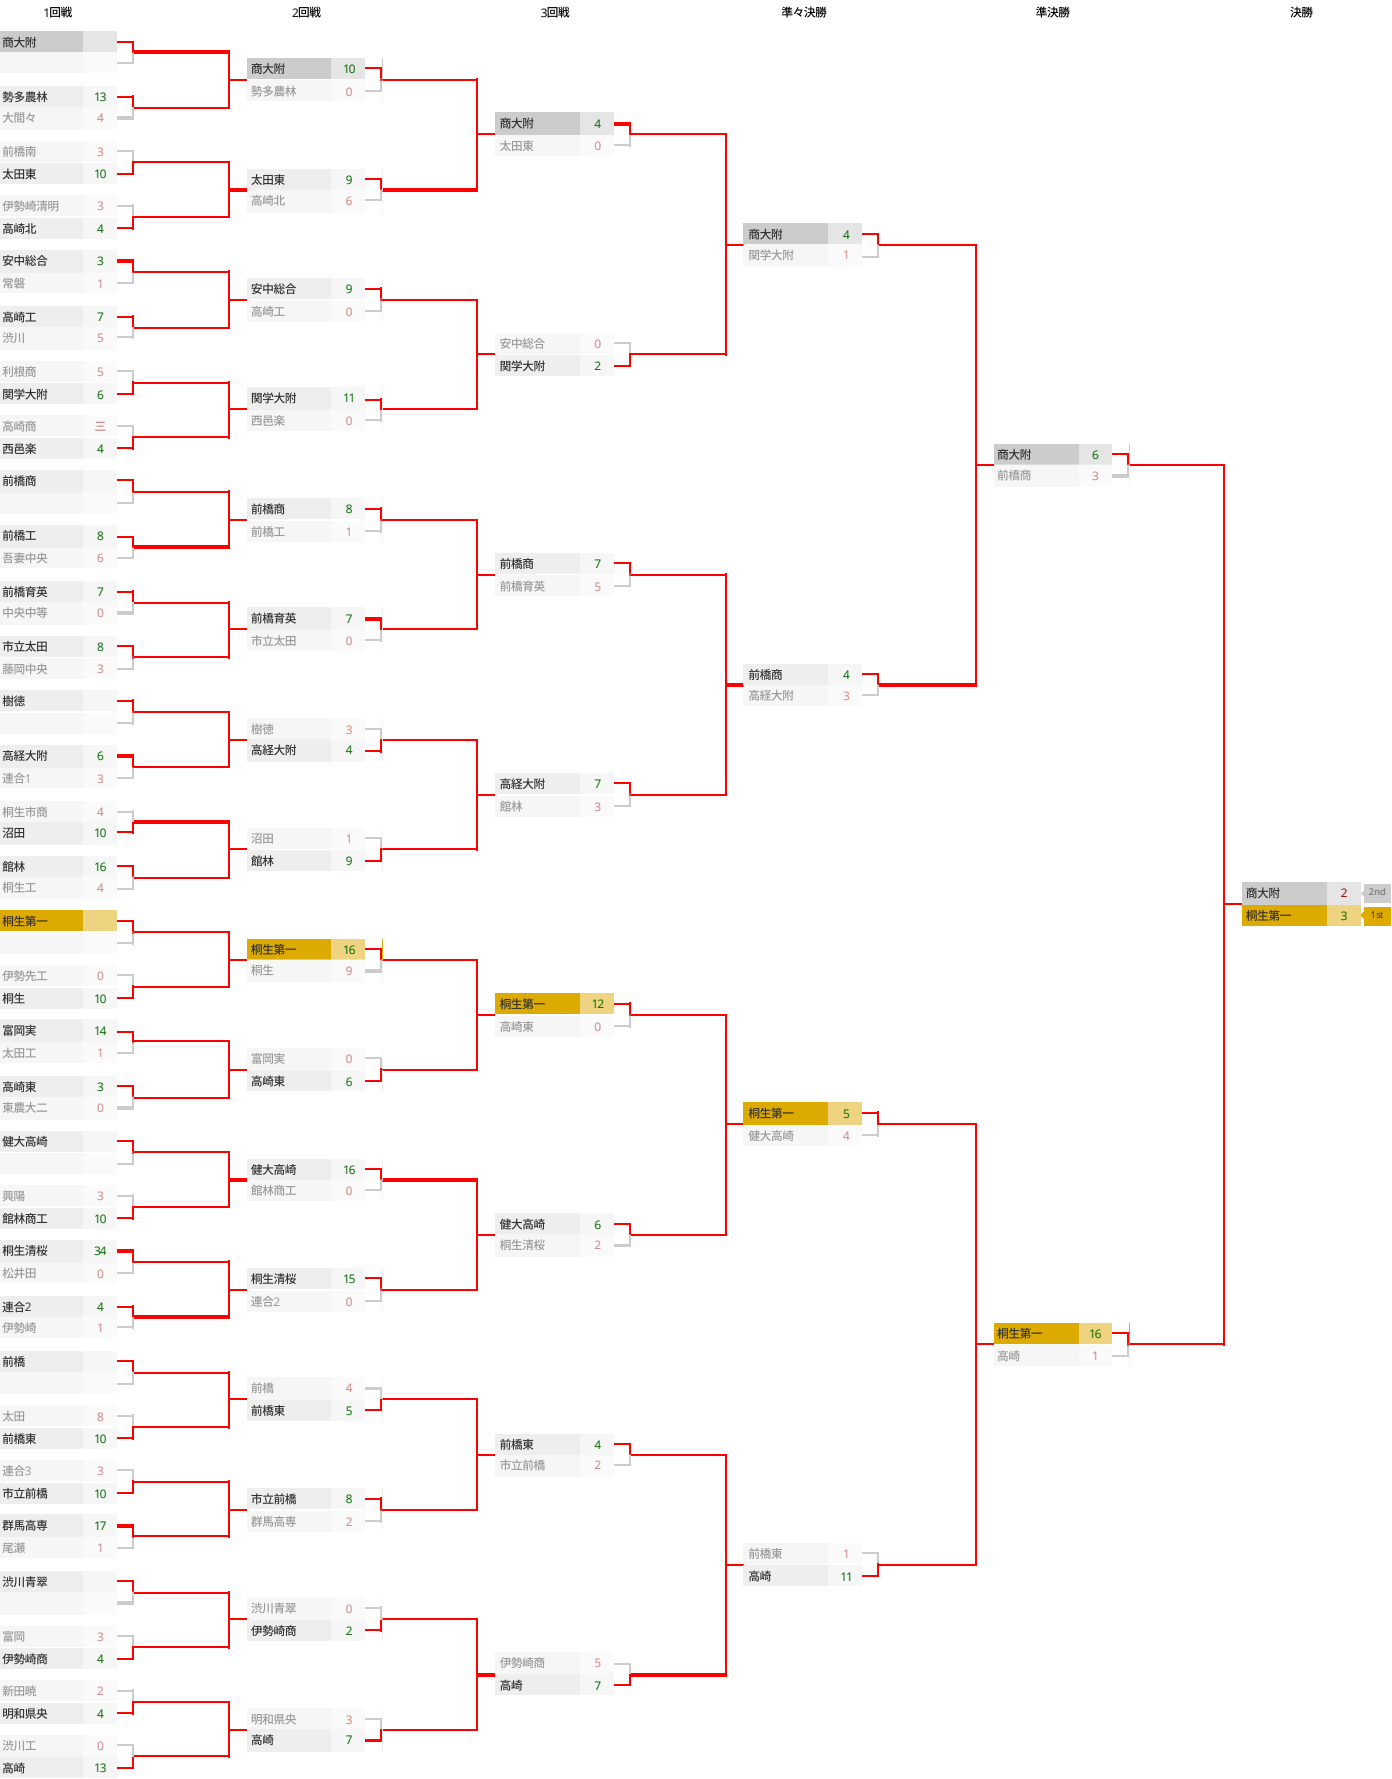 1回戦
2回戦
3回戦
準々決勝
準決勝
決勝
商大附
勢多農林 13
大間々 4
前橋南 3
太田東 10
伊勢崎清明 3
高崎北 4
安中総合 3
常磐 1
高崎工 7
渋川 5
利根商 5
関学大附 6
高崎商 三
西邑楽 4
前橋商
前橋工 8
吾妻中央 6
前橋育英 7
中央中等 0
市立太田 8
藤岡中央 3
樹徳
高経大附 6
連合1 3
桐生市商 4
沼田 10
館林 16
桐生工 4
桐生第一
伊勢先工 0
桐生 10
富岡実 14
太田工 1
高崎東 3
東農大二 0
健大高崎
興陽 3
館林商工 10
桐生清桜 34
松井田 0
連合2 4
伊勢崎 1
前橋
太田 8
前橋東 10
連合3 3
市立前橋 10
群馬高専 17
尾瀬 1
渋川青翠
富岡 3
伊勢崎商 4
新田暁 2
明和県央 4
渋川工 0
高崎 13
商大附 10
勢多農林 0
太田東 9
高崎北 6
安中総合 9
高崎工 0
関学大附 11
西邑楽 0
前橋商 8
前橋工 1
前橋育英 7
市立太田 0
樹徳 3
高経大附 4
沼田 1
館林 9
桐生第一 16
桐生 9
富岡実 0
高崎東 6
健大高崎 16
館林商工 0
桐生清桜 15
連合2 0
前橋 4
前橋東 5
市立前橋 8
群馬高専 2
渋川青翠 0
伊勢崎商 2
明和県央 3
高崎 7
商大附 4
太田東 0
安中総合 0
関学大附 2
前橋商 7
前橋育英 5
高経大附 7
館林 3
桐生第一 12
高崎東 0
健大高崎 6
桐生清桜 2
前橋東 4
市立前橋 2
伊勢崎商 5
高崎 7
商大附 4
関学大附 1
前橋商 4
高経大附 3
桐生第一 5
健大高崎 4
前橋東 1
高崎 11
商大附 6
前橋商 3
桐生第一 16
高崎 1
商大附 2 2nd
桐生第一 3 1st